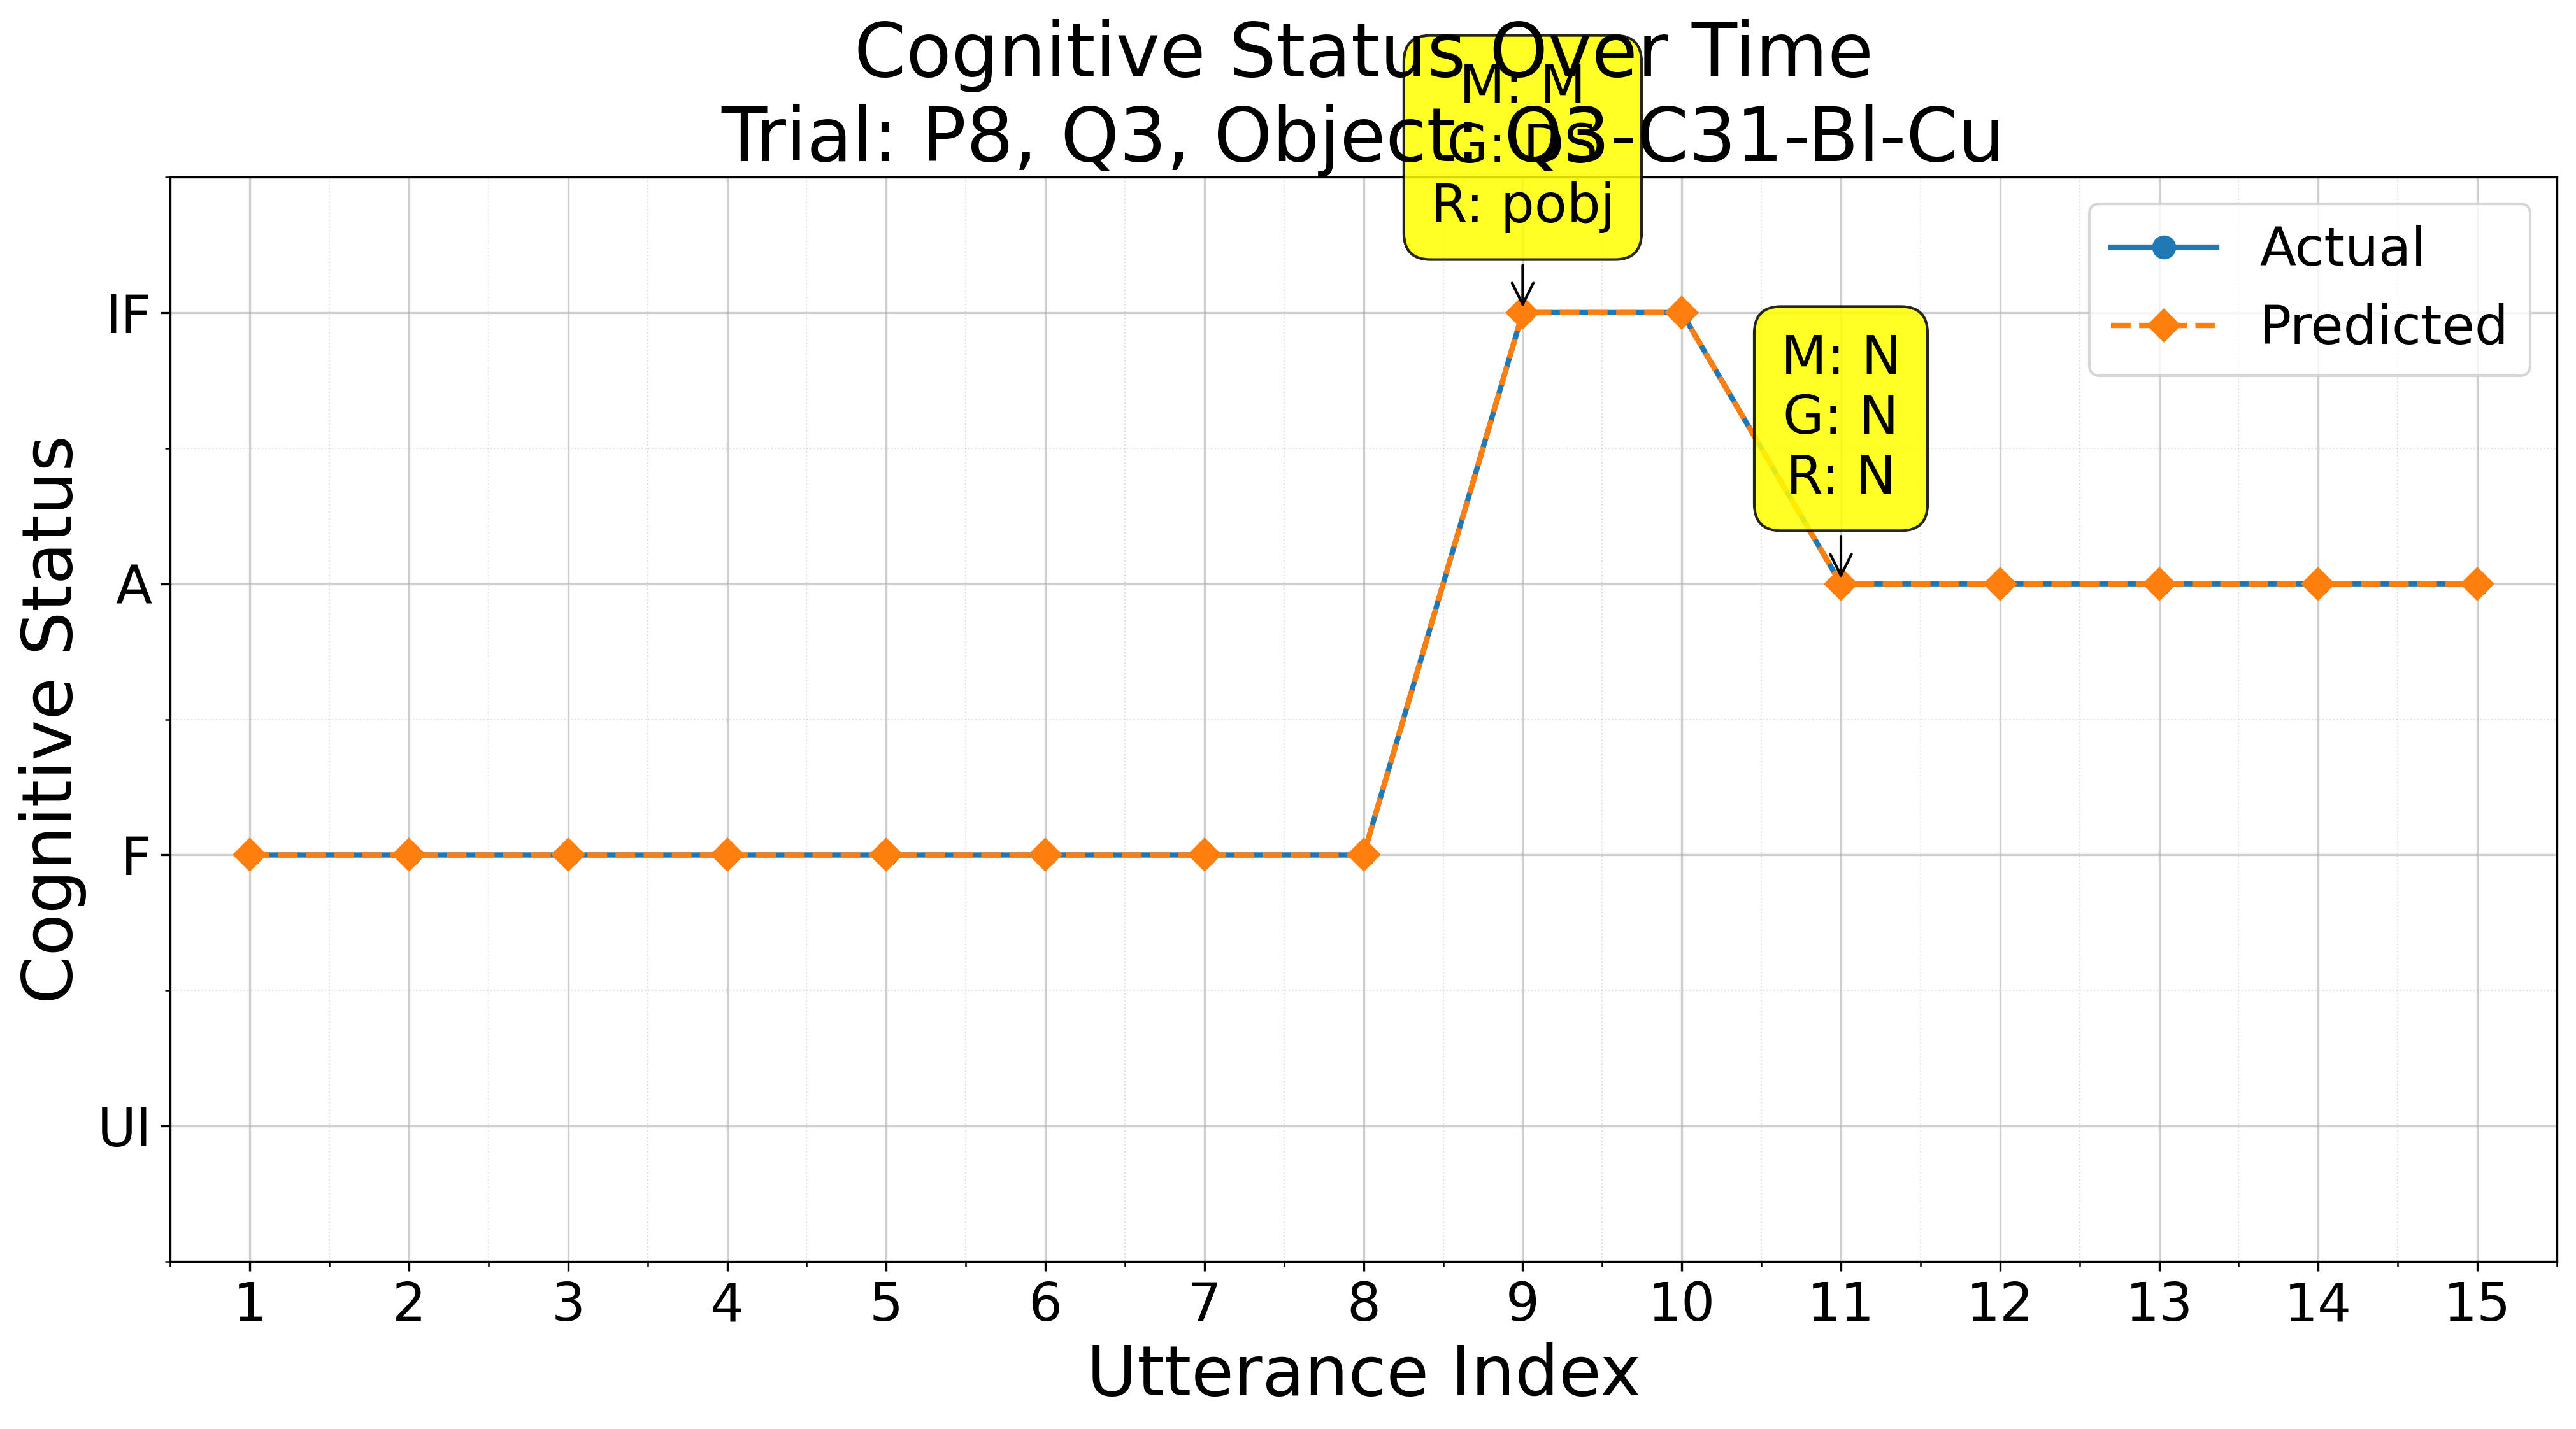 Cognitive Status Over Time
Trial: P8, Q3, Object: Q3-C31-Bl-Cu
M: M
G: DS
R: pobj
Actual
Predicted
M: N
G: N
R: N
Cognitive Status
IF
A
F
UI
1 2 3 4 5 6 7 8 9 10 11 12 13 14 15
Utterance Index